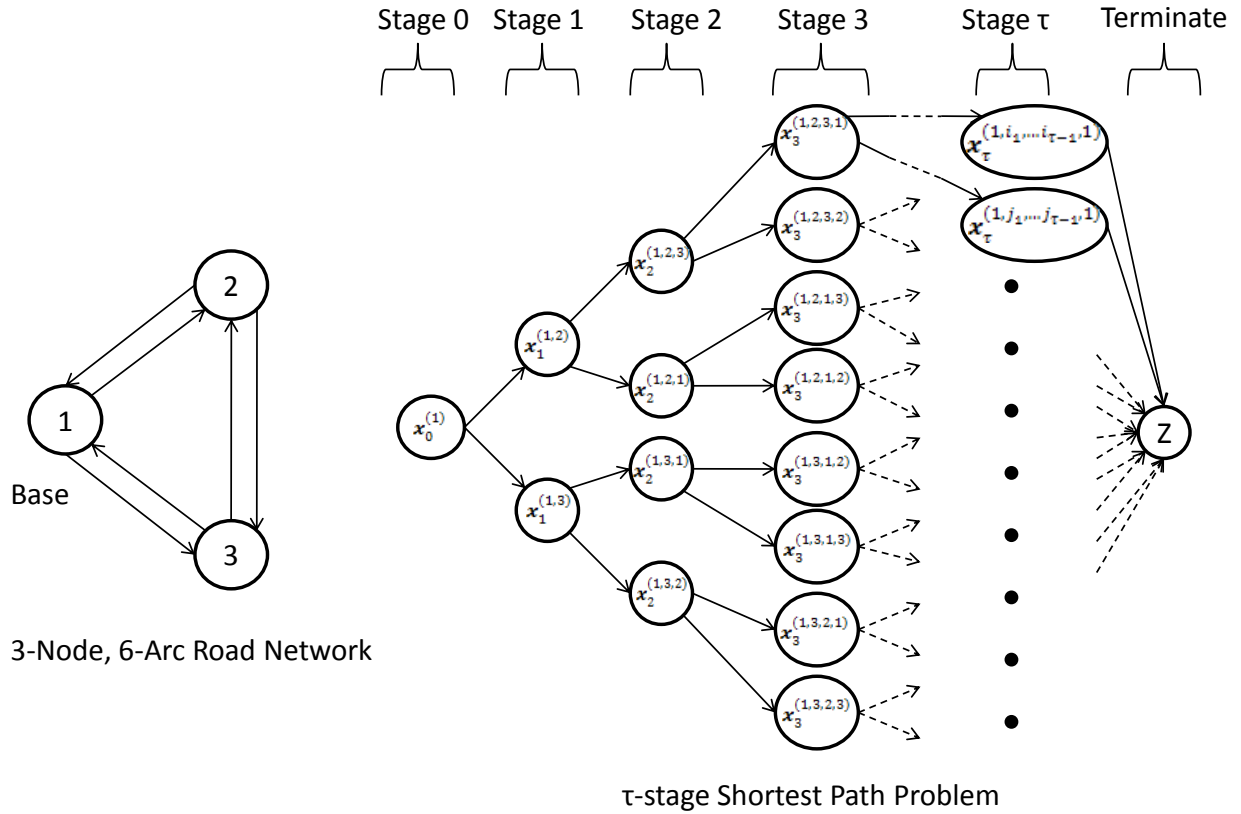 Stage 0 Stage 1 Stage 2 Stage 3 Stage τ Terminate
2
1
3
Base
3-Node, 6-Arc Road Network
x_0^(1)
x_1^(1,2)
x_1^(1,3)
x_2^(1,2,3)
x_2^(1,2,1)
x_2^(1,3,1)
x_2^(1,3,2)
x_3^(1,2,3,1)
x_3^(1,2,3,2)
x_3^(1,2,1,3)
x_3^(1,2,1,2)
x_3^(1,3,1,2)
x_3^(1,3,1,3)
x_3^(1,3,2,1)
x_3^(1,3,2,3)
x_τ^(1,i_1,...i_{τ-1},1)
x_τ^(1,j_1,...j_{τ-1},1)
Z
τ-stage Shortest Path Problem